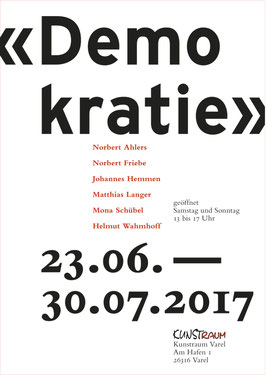 «Demo
kratie»
Norbert Ahlers
Norbert Friebe
Johannes Hemmen
Matthias Langer
Mona Schübel
Helmut Wahmhoff
geöffnet
Samstag und Sonntag
13 bis 17 Uhr
23.06.—
30.07.2017
KUNSTRAUM
Kunstraum Varel
Am Hafen 1
26316 Varel